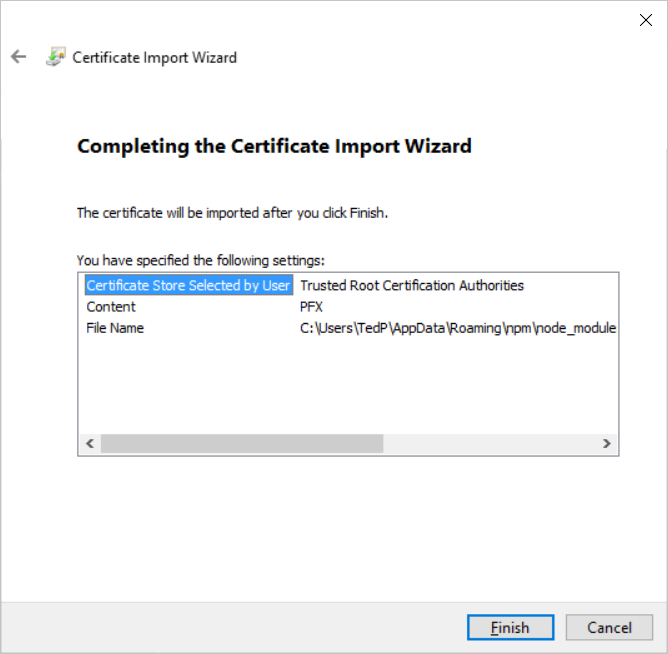 Certificate Import Wizard
Completing the Certificate Import Wizard
The certificate will be imported after you click Finish.
You have specified the following settings:
Certificate Store Selected by User Trusted Root Certification Authorities
Content PFX
File Name C:\Users\TedP\AppData\Roaming\npm\node_module
Finish Cancel